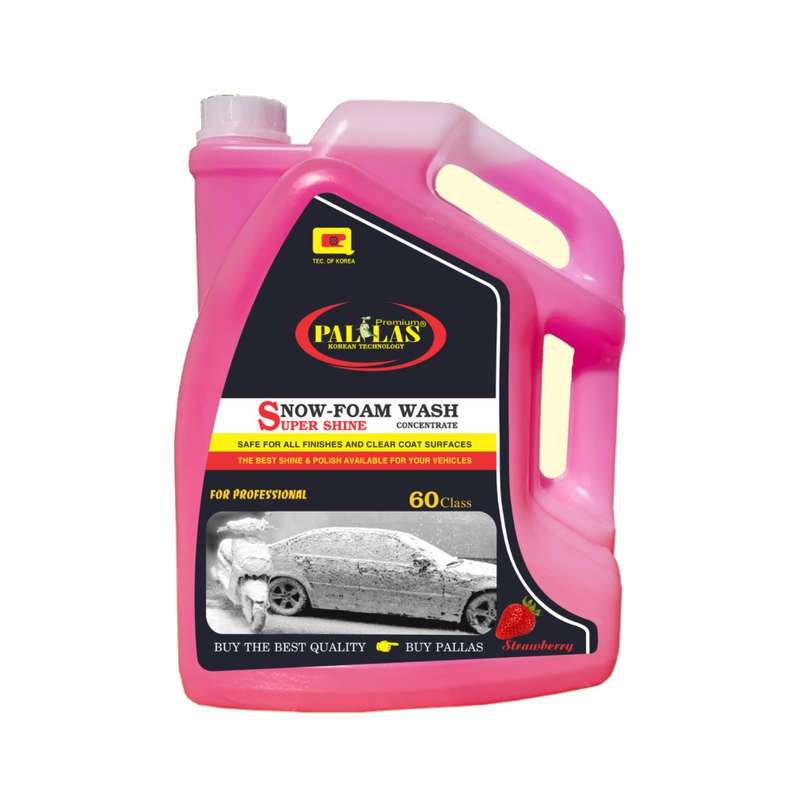 TEC. OF KOREA
Premium®
PALLAS
KOREAN TECHNOLOGY
SNOW-FOAM WASH
SUPER SHINE CONCENTRATE
SAFE FOR ALL FINISHES AND CLEAR COAT SURFACES
THE BEST SHINE & POLISH AVAILABLE FOR YOUR VEHICLES
FOR PROFESSIONAL
60 Class
BUY THE BEST QUALITY BUY PALLAS
Strawberry